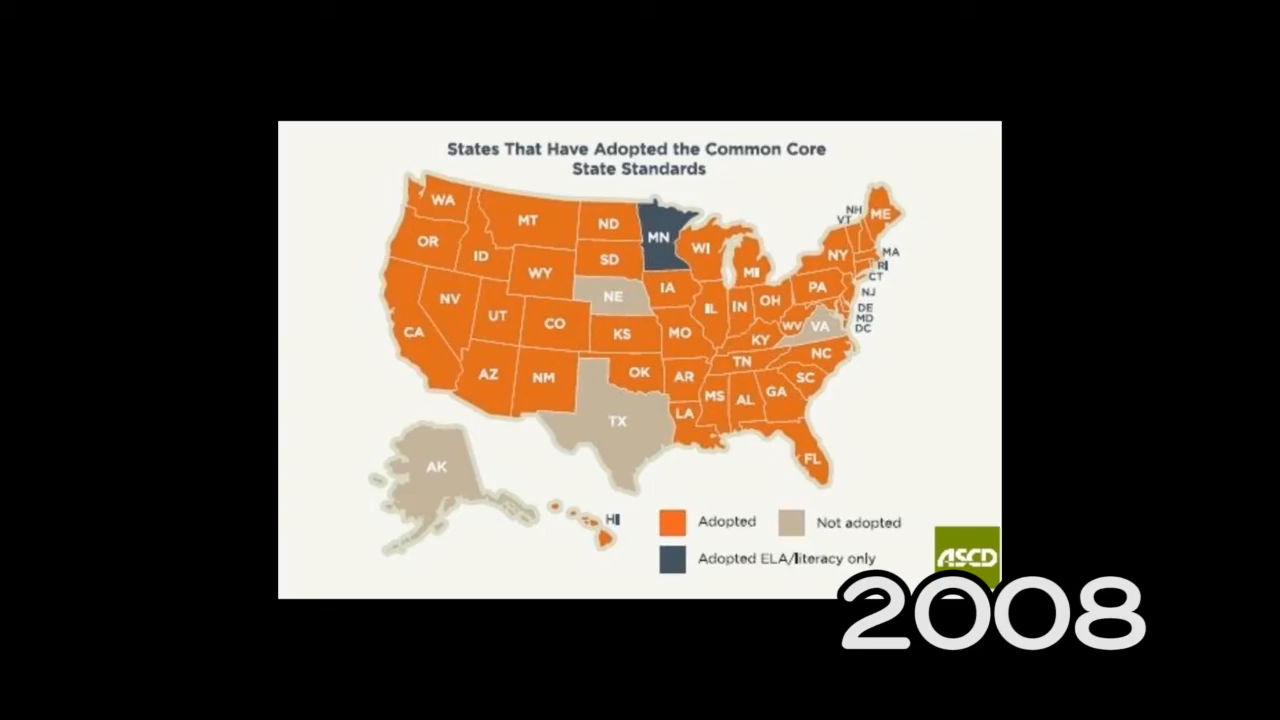 States That Have Adopted the Common Core
State Standards
WA
MT
ND
MN
OR
ID
WY
SD
WI
MI
NH
VT
ME
NY
MA
RI
CT
NV
UT
CO
NE
IA
IL
IN
OH
PA
NJ
DE
MD
DC
CA
KS
MO
KY
WV
VA
AZ
NM
OK
AR
TN
NC
SC
TX
LA
MS
AL
GA
FL
AK
HI
Adopted
Not adopted
Adopted ELA/literacy only
ASCD
2008